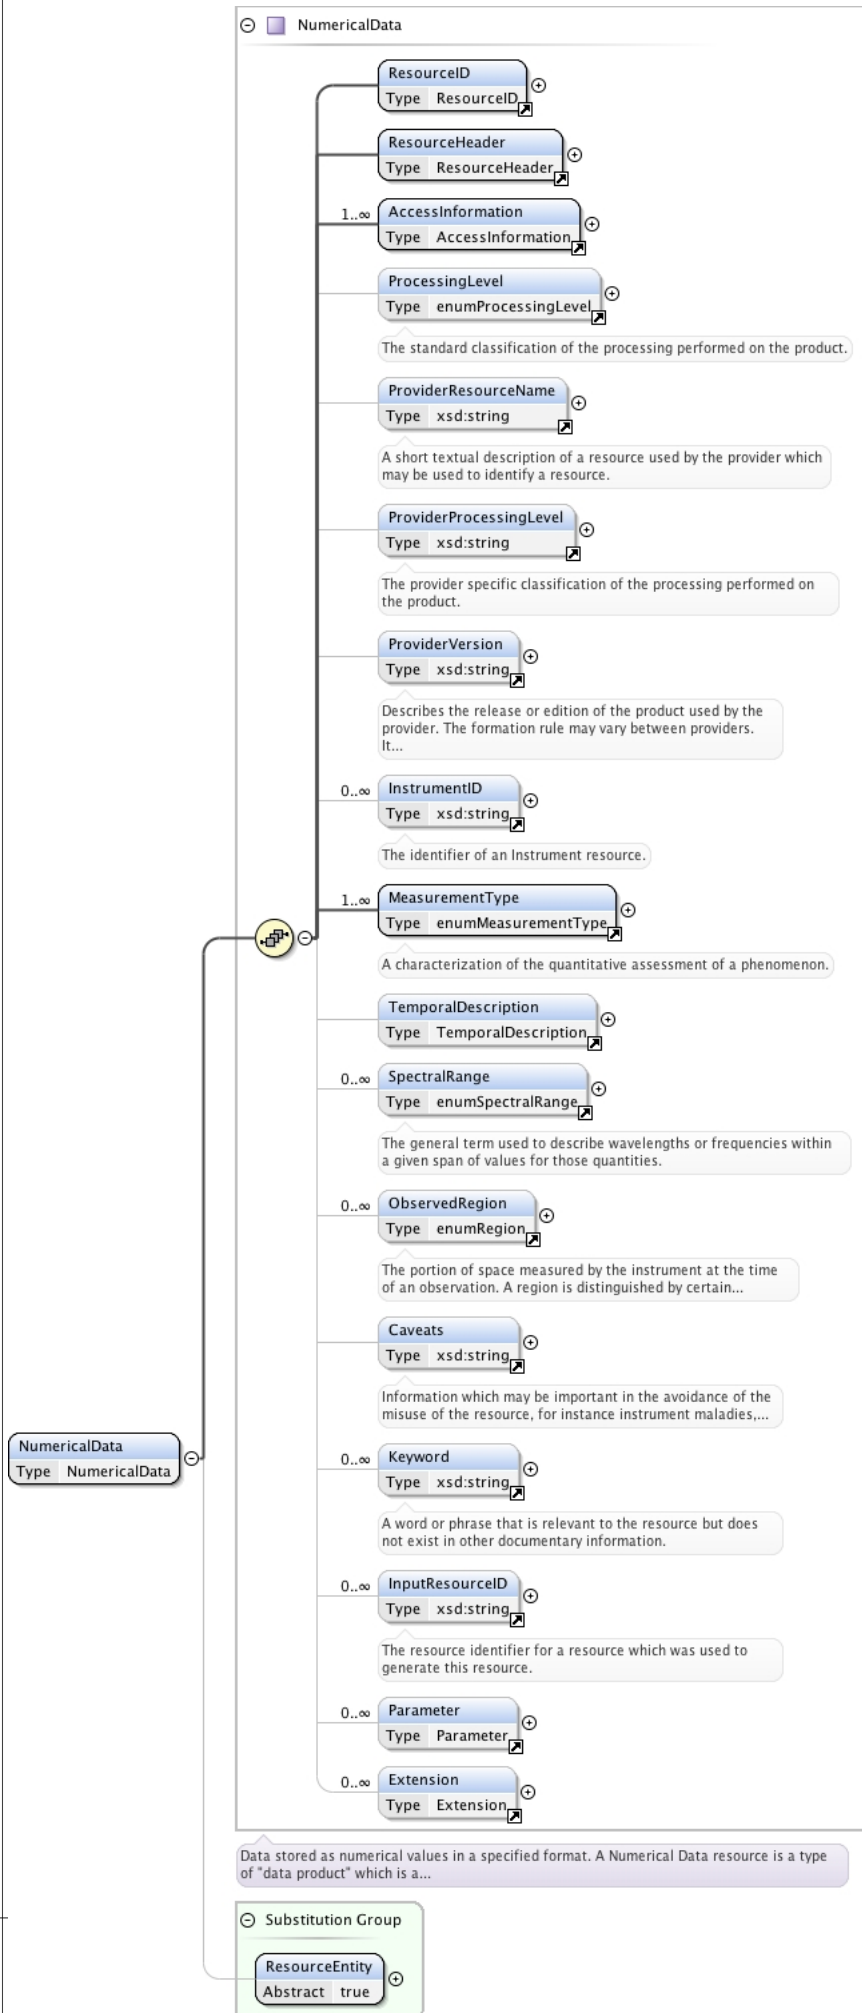 NumericalData
ResourceID
Type ResourceID
ResourceHeader
Type ResourceHeader
1..∞
AccessInformation
Type AccessInformation
ProcessingLevel
Type enumProcessingLevel
The standard classification of the processing performed on the product.
ProviderResourceName
Type xsd:string
A short textual description of a resource used by the provider which
may be used to identify a resource.
ProviderProcessingLevel
Type xsd:string
The provider specific classification of the processing performed on
the product.
ProviderVersion
Type xsd:string
Describes the release or edition of the product used by the
provider. The formation rule may vary between providers.
It...
0..∞
InstrumentID
Type xsd:string
The identifier of an Instrument resource.
1..∞
MeasurementType
Type enumMeasurementType
A characterization of the quantitative assessment of a phenomenon.
TemporalDescription
Type TemporalDescription
0..∞
SpectralRange
Type enumSpectralRange
The general term used to describe wavelengths or frequencies within
a given span of values for those quantities.
0..∞
ObservedRegion
Type enumRegion
The portion of space measured by the instrument at the time
of an observation. A region is distinguished by certain...
Caveats
Type xsd:string
Information which may be important in the avoidance of the
misuse of the resource, for instance instrument maladies,...
NumericalData
Type NumericalData
0..∞
Keyword
Type xsd:string
A word or phrase that is relevant to the resource but does
not exist in other documentary information.
0..∞
InputResourceID
Type xsd:string
The resource identifier for a resource which was used to
generate this resource.
0..∞
Parameter
Type Parameter
0..∞
Extension
Type Extension
Data stored as numerical values in a specified format. A Numerical Data resource is a type
of "data product" which is a...
Substitution Group
ResourceEntity
Abstract true